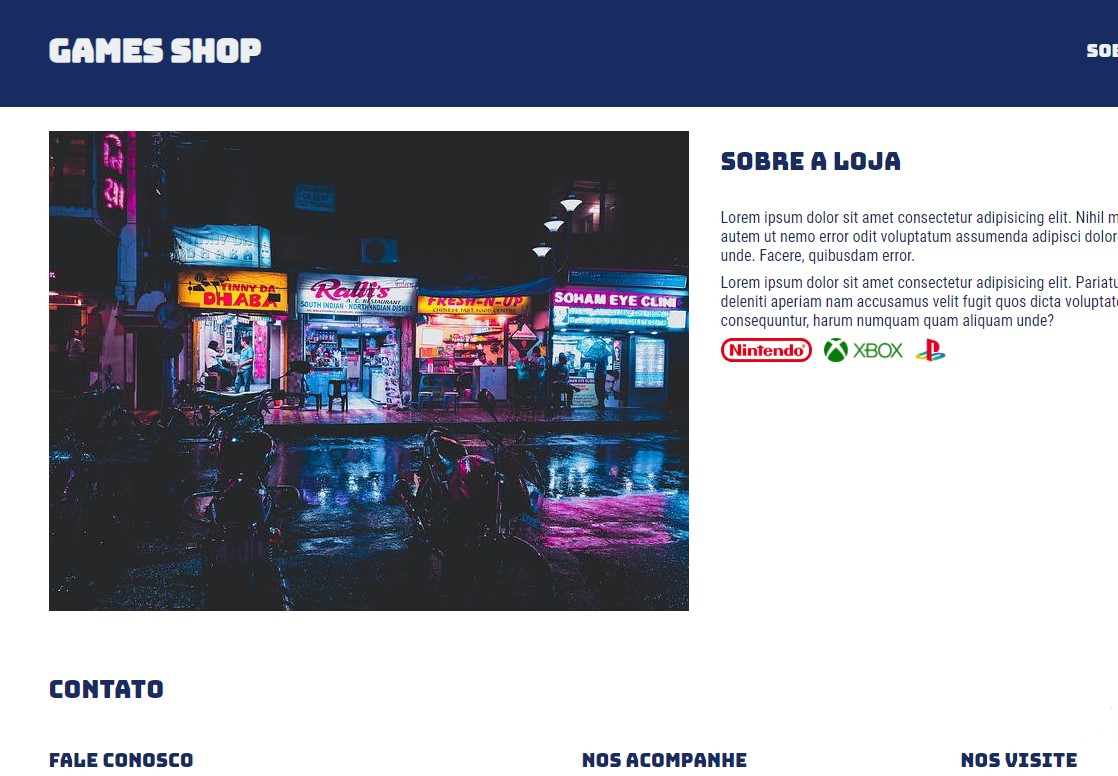 GAMES SHOP
SOB
SOBRE A LOJA
Lorem ipsum dolor sit amet consectetur adipisicing elit. Nihil m
autem ut nemo error odit voluptatum assumenda adipisci dolor
unde. Facere, quibusdam error.
Lorem ipsum dolor sit amet consectetur adipisicing elit. Pariatu
deleniti aperiam nam accusamus velit fugit quos dicta voluptat
consequuntur, harum numquam quam aliquam unde?
Nintendo
XBOX
YINNY DA
DHABA
Ralli's
A. C. RESTAURANT
SOUTH INDIAN · NORTH INDIAN DISHES
FRESH-N-UP
CHINESE FAST FOOD CENTRE
SOHAM EYE CLINI
CONTATO
FALE CONOSCO
NOS ACOMPANHE
NOS VISITE